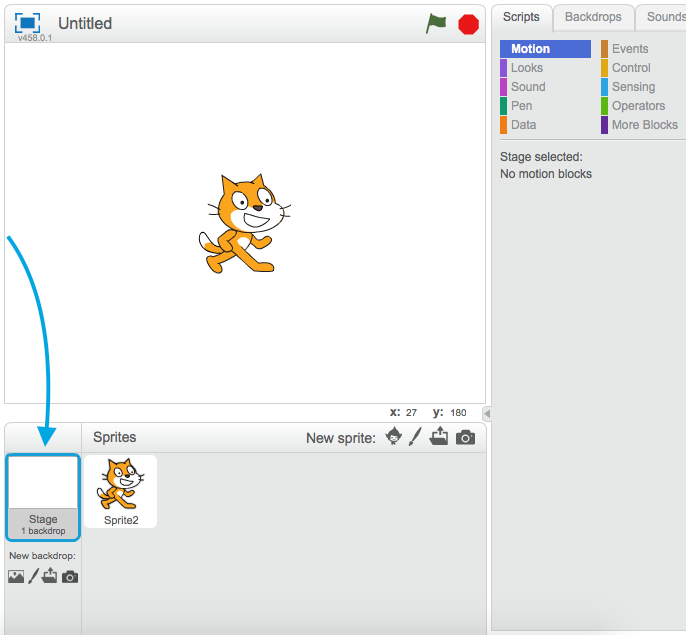 Untitled
v458.0.1
Scripts Backdrops Sounds
Motion Events
Looks Control
Sound Sensing
Pen Operators
Data More Blocks
Stage selected:
No motion blocks
x: 27 y: 180
Sprites New sprite:
Stage
1 backdrop
Sprite2
New backdrop: